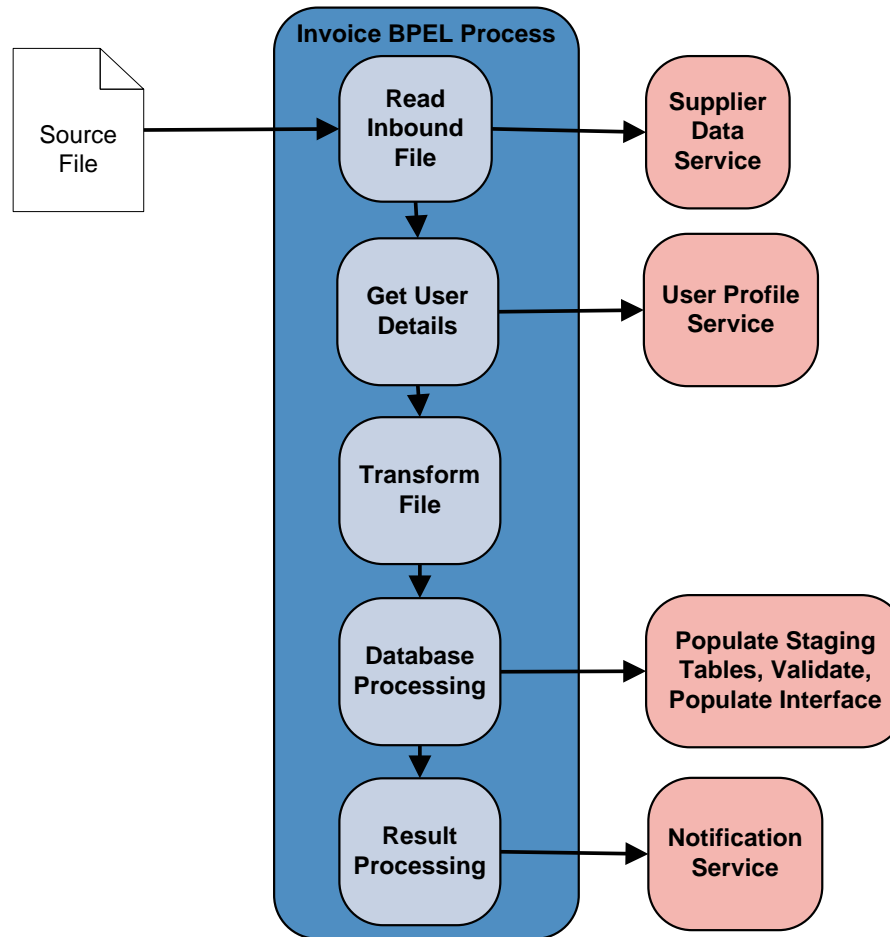 Invoice BPEL Process
Source
File
Read
Inbound
File
Supplier
Data
Service
Get User
Details
User Profile
Service
Transform
File
Database
Processing
Populate Staging
Tables, Validate,
Populate Interface
Result
Processing
Notification
Service